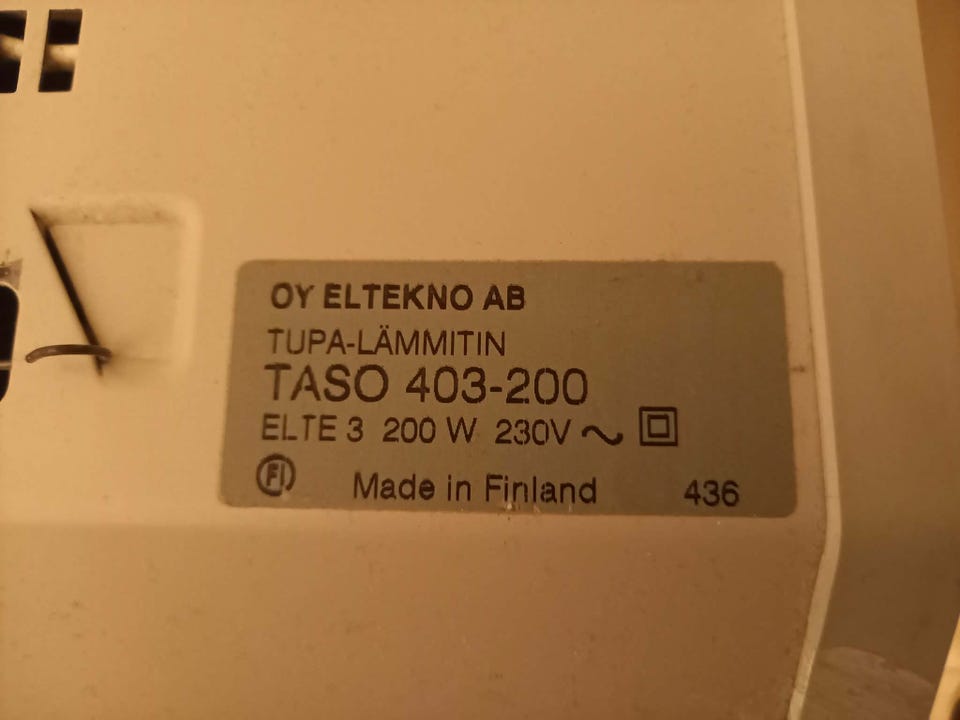 OY ELTEKNO AB
TUPA-LÄMMITIN
TASO 403-200
ELTE 3 200 W 230V ~
FI Made in Finland 436